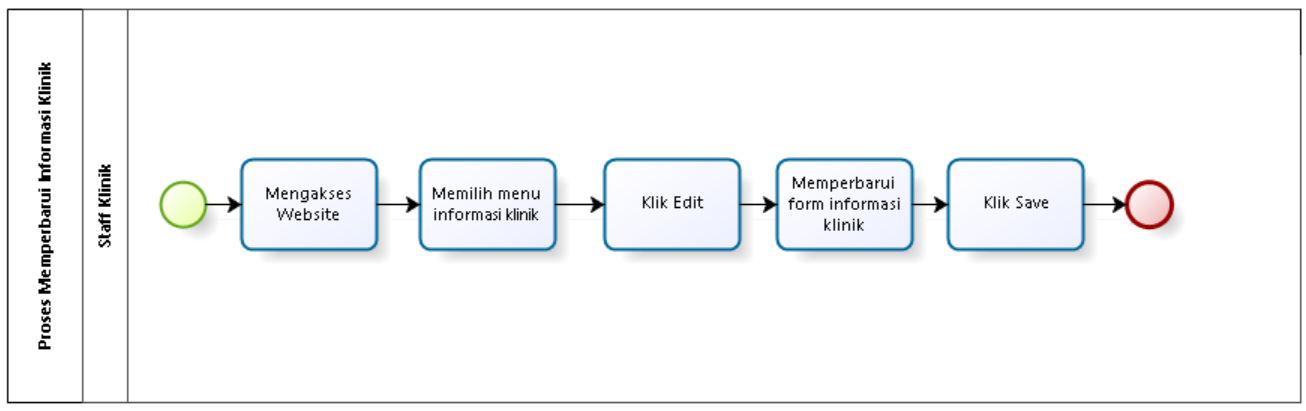 Proses Memperbarui Informasi Klinik
Staff Klinik
Mengakses
Website
Memilih menu
informasi klinik
Klik Edit
Memperbarui
form informasi
klinik
Klik Save